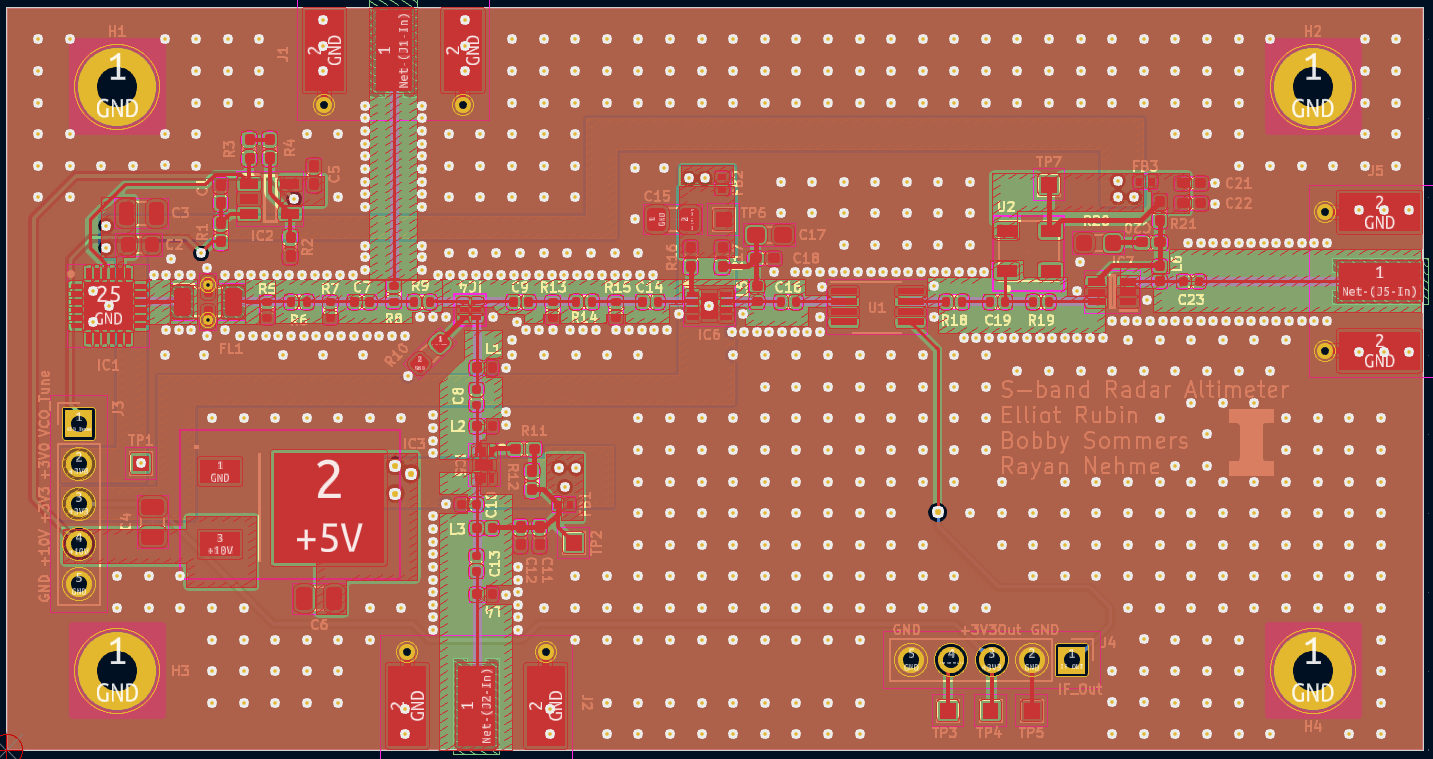 H1
1
GND
J1
2
GND
1
Net-(J1-In)
2
GND
H2
1
GND
R3
R4
C5
C3
C2
R1
IC2
R2
TP7
FB3
J5
C21
C22
U2
R21
C15
TP6
C17
C18
R16
2
GND
25
GND
IC1
FL1
R6
R7
C7
R8
R9
C9
R13
R14
R15
C14
IC6
C16
U1
R18
C19
R19
C23
1
Net-(J5-In)
2
GND
R10
L1
C8
L2
R11
R12
L3
C13
C12
C11
TP2
S-band Radar Altimeter
Elliot Rubin
Bobby Sommers
Rayan Nehme
GND +10V +3V3 +3V0 VCO_Tune
J3
1
2
3
4
5
TP1
IC3
1
GND
2
+5V
3
+10V
C4
C6
H3
1
GND
2
GND
1
Net-(J2-In)
2
GND
J2
GND
+3V3Out GND
J4
5
4
3
2
1
IF_Out
TP3
TP4
TP5
1
GND
H4